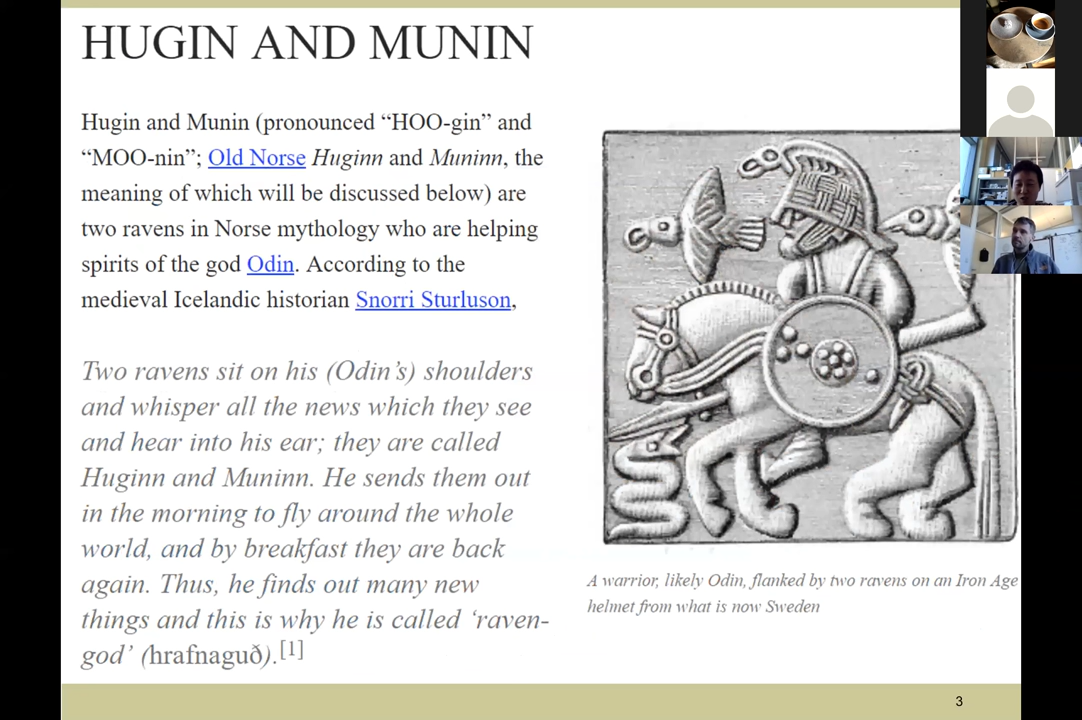 HUGIN AND MUNIN
Hugin and Munin (pronounced “HOO-gin” and
“MOO-nin”; Old Norse Huginn and Muninn, the
meaning of which will be discussed below) are
two ravens in Norse mythology who are helping
spirits of the god Odin. According to the
medieval Icelandic historian Snorri Sturluson,
Two ravens sit on his (Odin’s) shoulders
and whisper all the news which they see
and hear into his ear; they are called
Huginn and Muninn. He sends them out
in the morning to fly around the whole
world, and by breakfast they are back
again. Thus, he finds out many new
things and this is why he is called ‘raven-
god’ (hrafnaguð).[1]
A warrior, likely Odin, flanked by two ravens on an Iron Age
helmet from what is now Sweden
3